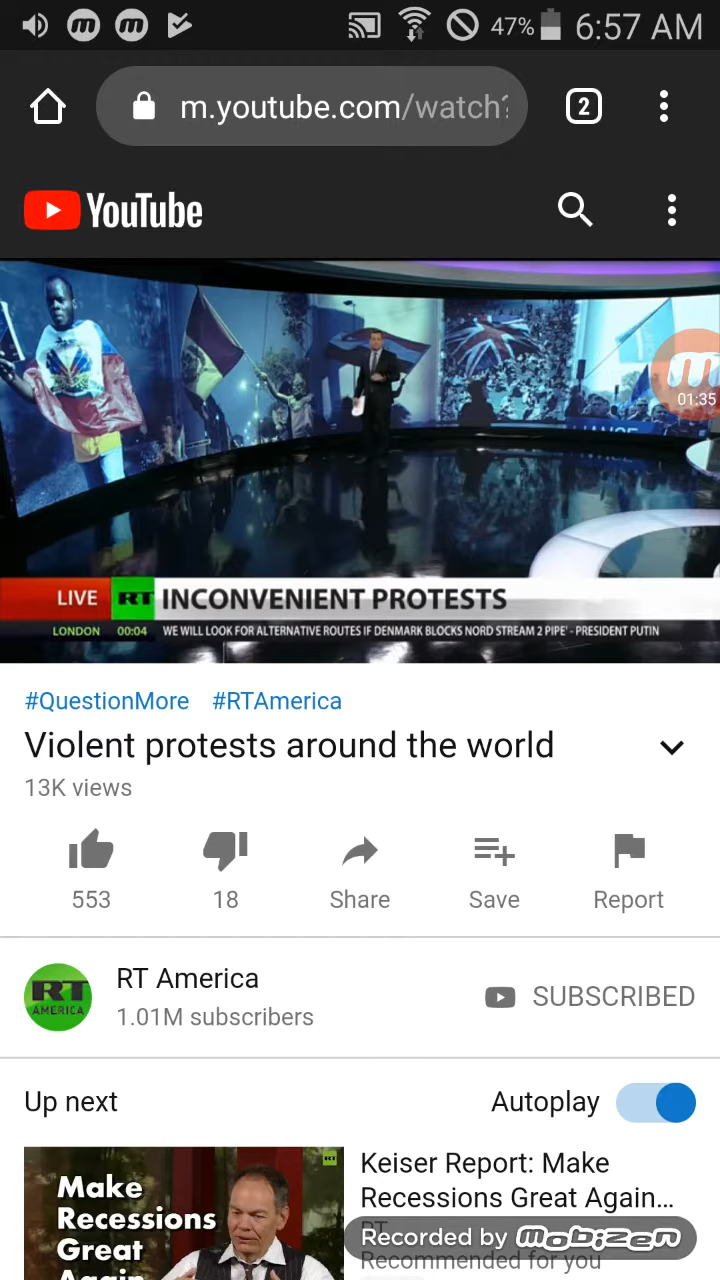 47% 6:57 AM
m.youtube.com/watch?
2
YouTube
01:35
LIVE RT INCONVENIENT PROTESTS
LONDON 00:04 WE WILL LOOK FOR ALTERNATIVE ROUTES IF DENMARK BLOCKS NORD STREAM 2 PIPE' - PRESIDENT PUTIN
#QuestionMore #RTAmerica
Violent protests around the world
13K views
553 18 Share Save Report
RT AMERICA
RT America
1.01M subscribers
SUBSCRIBED
Up next Autoplay
Make
Recessions
Great
Again
RT
Keiser Report: Make
Recessions Great Again...
RT
Recommended for you
Recorded by mobizen